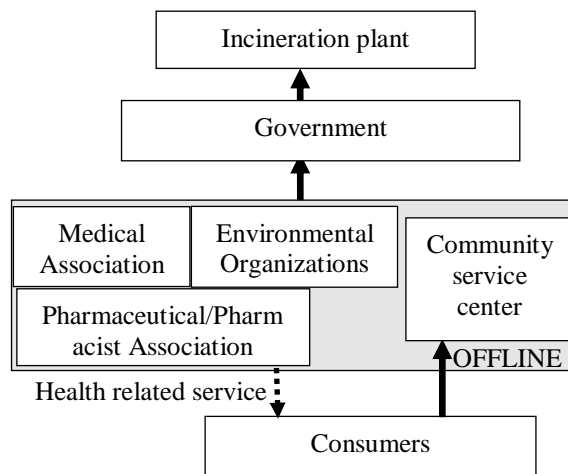 Incineration plant
Government
Medical
Association
Environmental
Organizations
Community
service
center
Pharmaceutical/Pharm
acist Association
OFFLINE
Health related service
Consumers